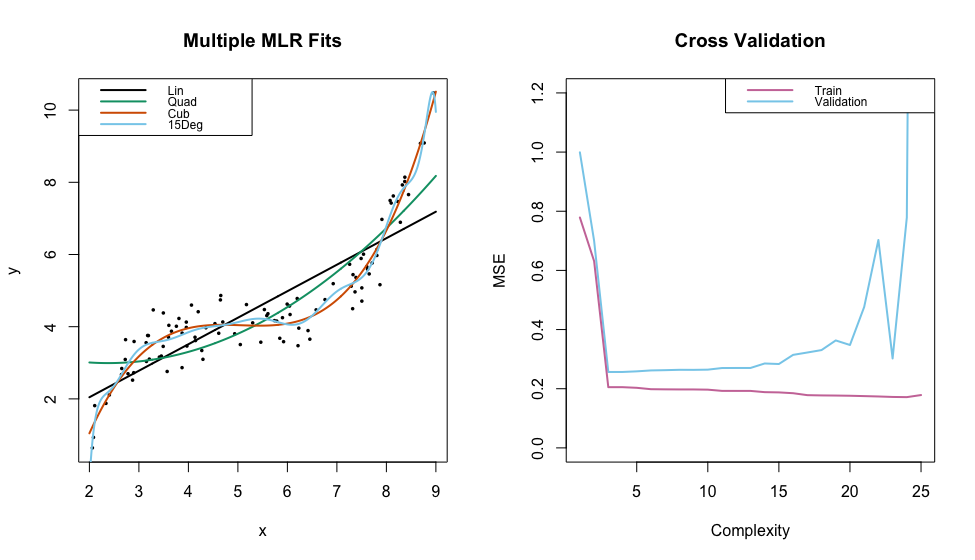 Multiple MLR Fits
Lin
Quad
Cub
15Deg
y
2
4
6
8
10
2 3 4 5 6 7 8 9
x
Cross Validation
Train
Validation
MSE
0.0
0.2
0.4
0.6
0.8
1.0
1.2
5 10 15 20 25
Complexity